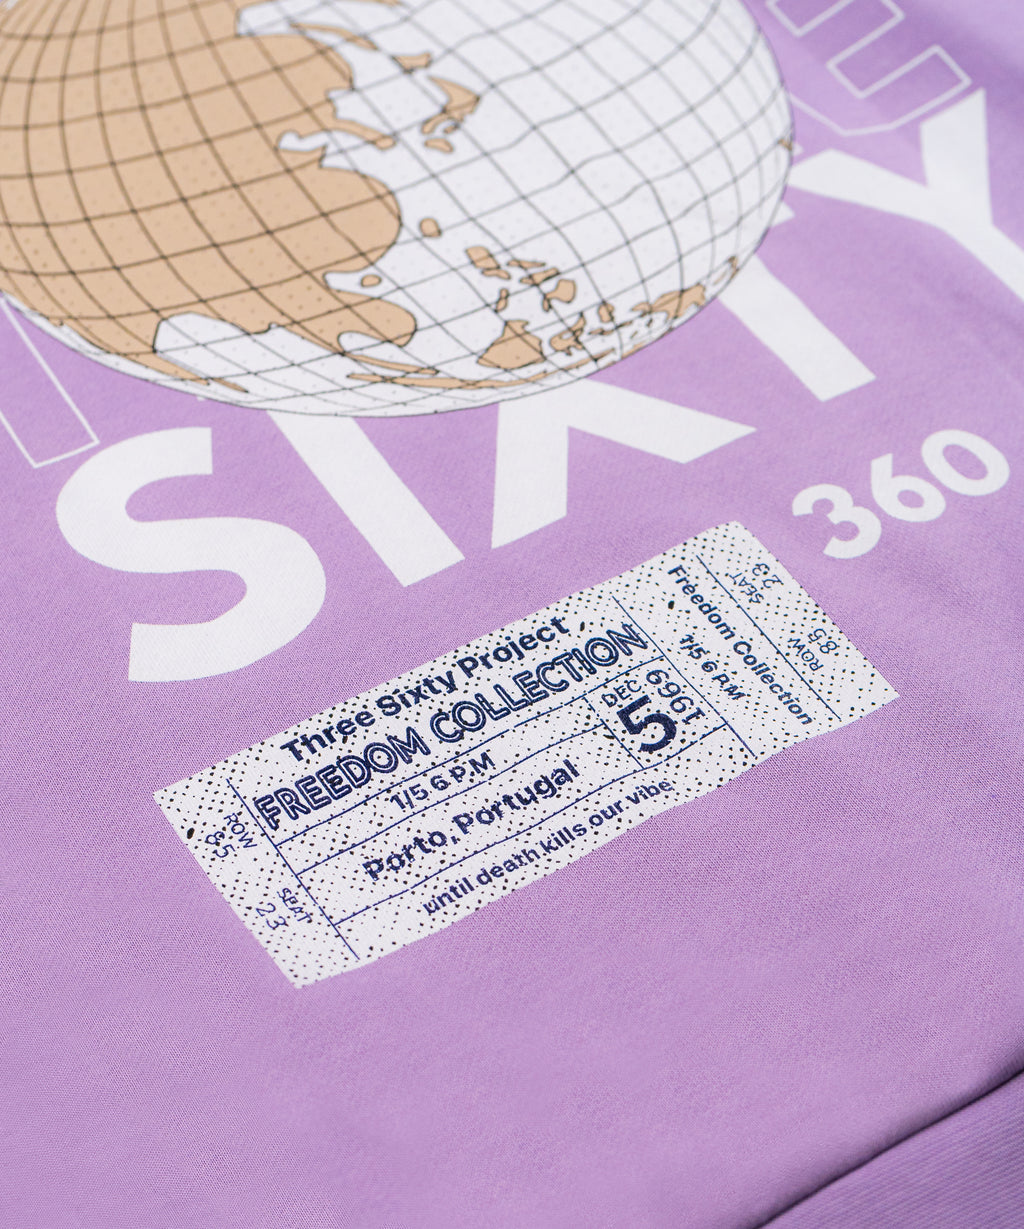 SIXTY
360
Three Sixty Project
FREEDOM COLLECTION
1/5 6 P.M
Porto, Portugal
until death kills our vibe
DEC
5
1969
ROW
85
SEAT
23
Freedom Collection
1/5 6 P.M
SEAT
23
ROW
85